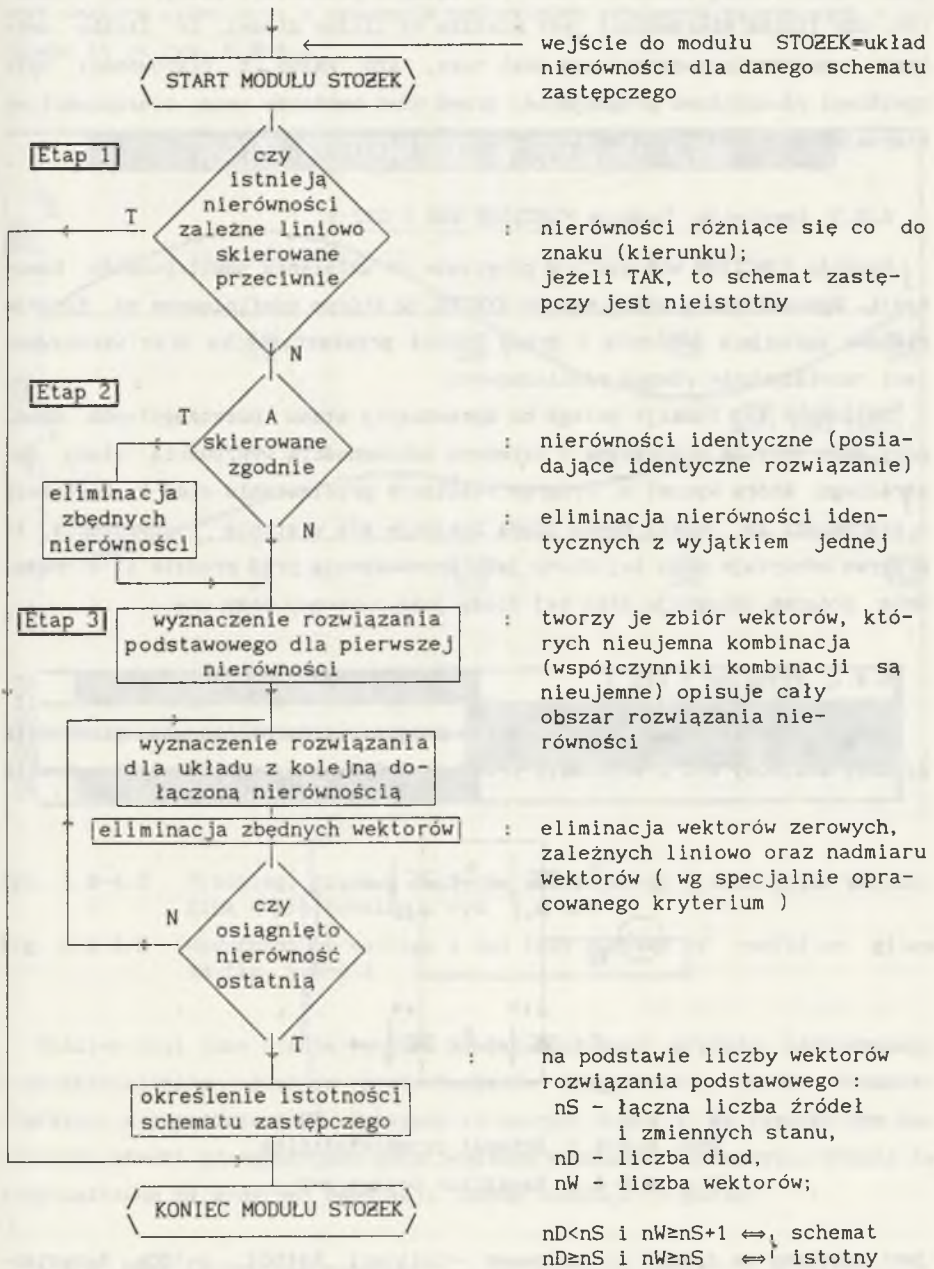 wejście do modułu STOŻEK≡układ
nierówności dla danego schematu
zastępczego
START MODUŁU STOŻEK
Etap 1
czy
istnieją
nierówności
zależne liniowo
skierowane
przeciwnie
T
N
: nierówności różniące się co do
znaku (kierunku);
jeżeli TAK, to schemat zastę-
pczy jest nieistotny
Etap 2
T
A
skierowane
zgodnie
N
: nierówności identyczne (posia-
dające identyczne rozwiązanie)
eliminacja
zbędnych
nierówności
: eliminacja nierówności iden-
tycznych z wyjątkiem jednej
Etap 3
wyznaczenie rozwiązania
podstawowego dla pierwszej
nierówności
: tworzy je zbiór wektorów, któ-
rych nieujemna kombinacja
(współczynniki kombinacji są
nieujemne) opisuje cały
obszar rozwiązania nie-
równości
wyznaczenie rozwiązania
dla układu z kolejną do-
łączoną nierównością
eliminacja zbędnych wektorów
: eliminacja wektorów zerowych,
zależnych liniowo oraz nadmiaru
wektorów ( wg specjalnie opra-
cowanego kryterium )
czy
osiągnięto
nierówność
ostatnią
N
T
określenie istotności
schematu zastępczego
: na podstawie liczby wektorów
rozwiązania podstawowego :
nS - łączna liczba źródeł
i zmiennych stanu,
nD - liczba diod,
nW - liczba wektorów;
KONIEC MODUŁU STOŻEK
nD<nS i nW≥nS+1 ⟺ schemat
nD≥nS i nW≥nS ⟺ istotny